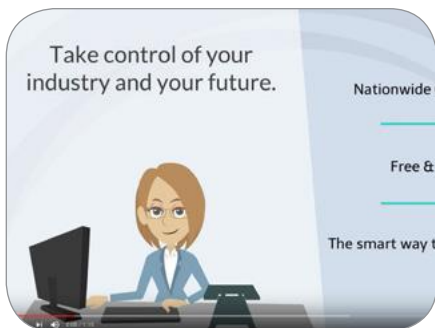 Take control of your
industry and your future.
Nationwide
Free &
The smart way t